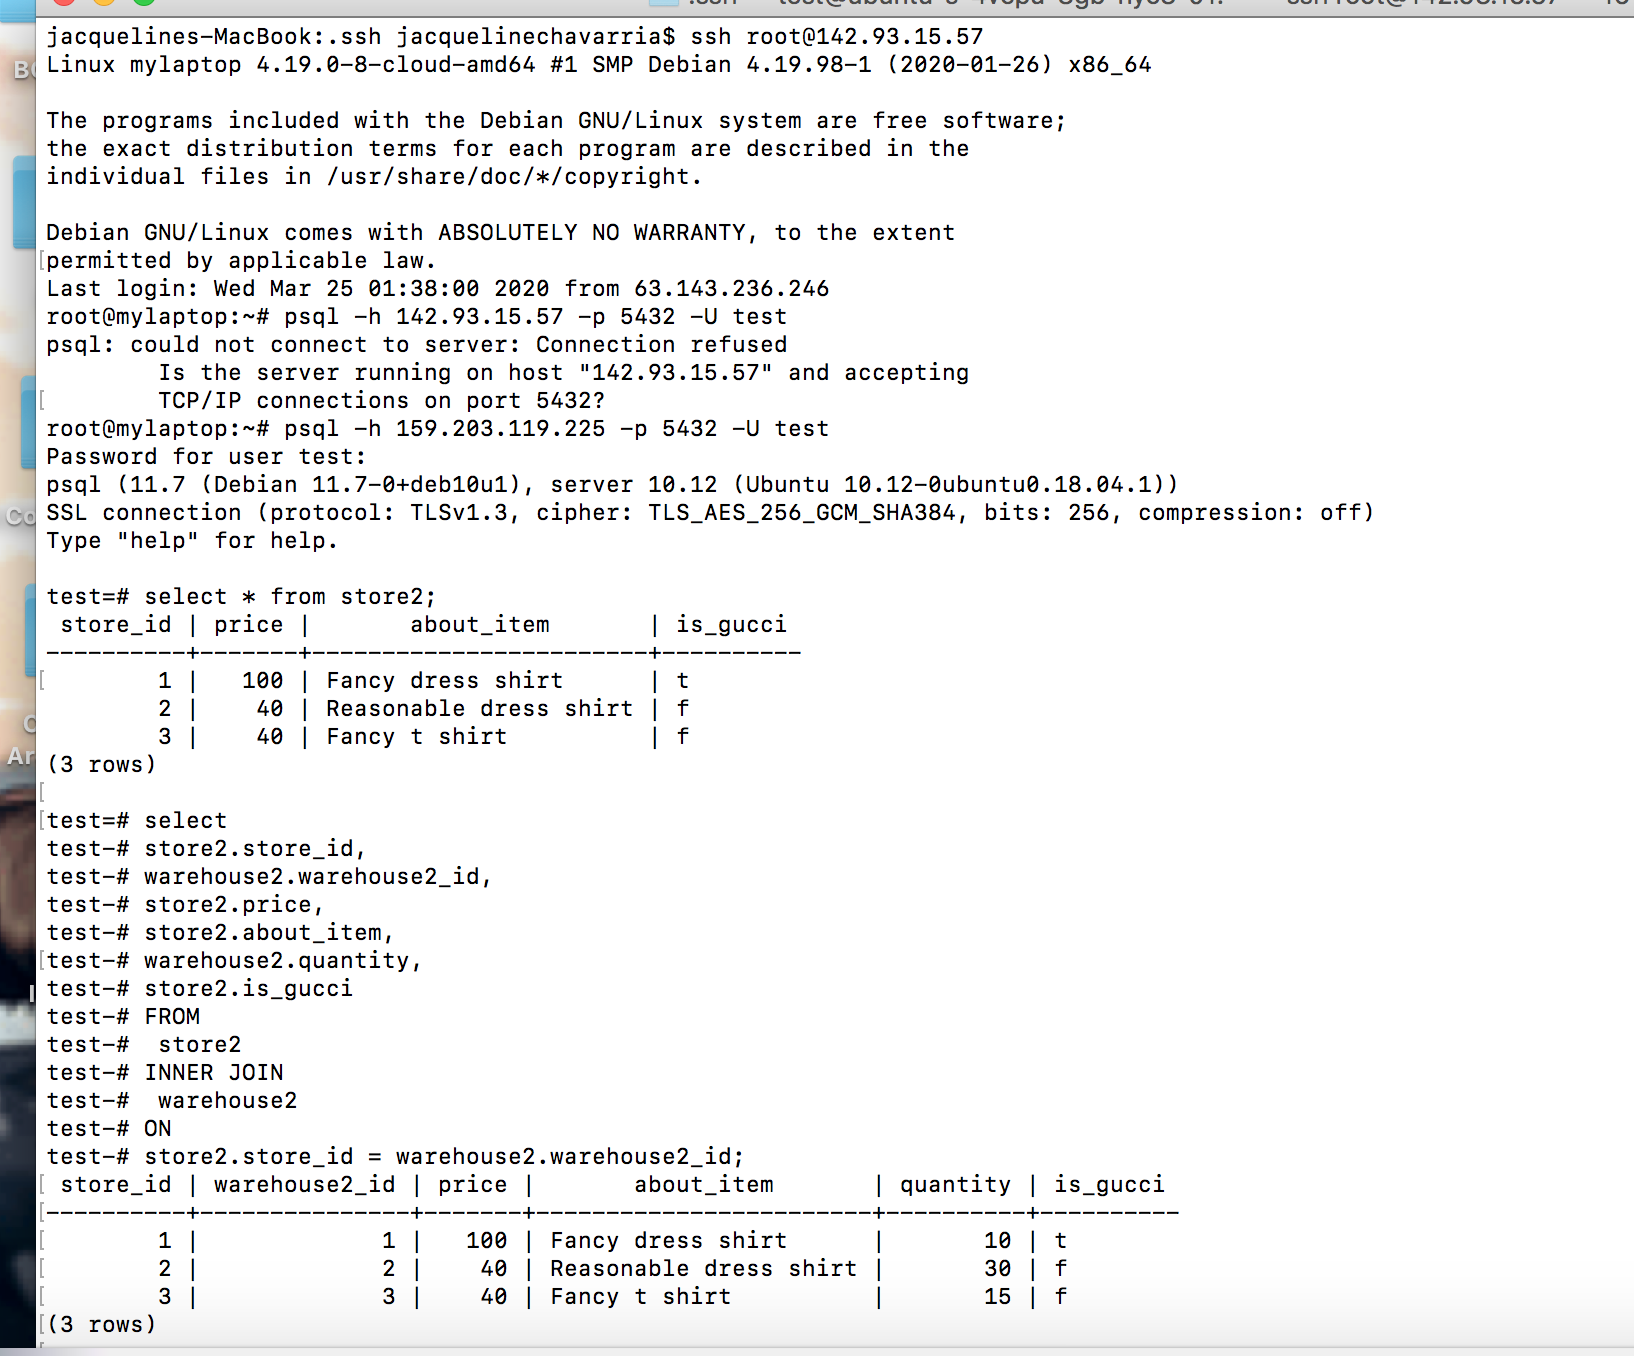 jacquelines-MacBook:.ssh jacquelinechavarria$ ssh root@142.93.15.57
Linux mylaptop 4.19.0-8-cloud-amd64 #1 SMP Debian 4.19.98-1 (2020-01-26) x86_64
The programs included with the Debian GNU/Linux system are free software;
the exact distribution terms for each program are described in the
individual files in /usr/share/doc/*/copyright.
Debian GNU/Linux comes with ABSOLUTELY NO WARRANTY, to the extent
[permitted by applicable law.
Last login: Wed Mar 25 01:38:00 2020 from 63.143.236.246
root@mylaptop:~# psql -h 142.93.15.57 -p 5432 -U test
psql: could not connect to server: Connection refused
        Is the server running on host "142.93.15.57" and accepting
[        TCP/IP connections on port 5432?
root@mylaptop:~# psql -h 159.203.119.225 -p 5432 -U test
Password for user test:
psql (11.7 (Debian 11.7-0+deb10u1), server 10.12 (Ubuntu 10.12-0ubuntu0.18.04.1))
SSL connection (protocol: TLSv1.3, cipher: TLS_AES_256_GCM_SHA384, bits: 256, compression: off)
Type "help" for help.
test=# select * from store2;
 store_id | price |       about_item       | is_gucci
----------+-------+------------------------+----------
[        1 |   100 | Fancy dress shirt      | t
        2 |    40 | Reasonable dress shirt | f
        3 |    40 | Fancy t shirt          | f
(3 rows)
[
[test=# select
test-# store2.store_id,
test-# warehouse2.warehouse2_id,
test-# store2.price,
test-# store2.about_item,
[test-# warehouse2.quantity,
test-# store2.is_gucci
test-# FROM
test-#  store2
test-# INNER JOIN
test-#  warehouse2
test-# ON
test-# store2.store_id = warehouse2.warehouse2_id;
[ store_id | warehouse2_id | price |       about_item       | quantity | is_gucci
[----------+---------------+-------+------------------------+----------+----------
[        1 |             1 |   100 | Fancy dress shirt      |       10 | t
[        2 |             2 |    40 | Reasonable dress shirt |       30 | f
[        3 |             3 |    40 | Fancy t shirt          |       15 | f
[(3 rows)